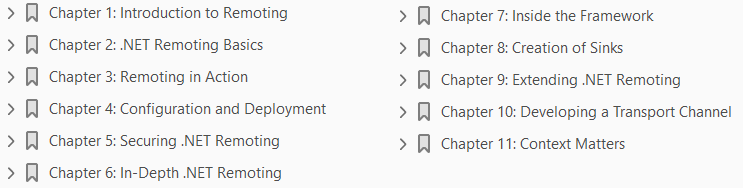 Chapter 1: Introduction to Remoting
Chapter 2: .NET Remoting Basics
Chapter 3: Remoting in Action
Chapter 4: Configuration and Deployment
Chapter 5: Securing .NET Remoting
Chapter 6: In-Depth .NET Remoting
Chapter 7: Inside the Framework
Chapter 8: Creation of Sinks
Chapter 9: Extending .NET Remoting
Chapter 10: Developing a Transport Channel
Chapter 11: Context Matters